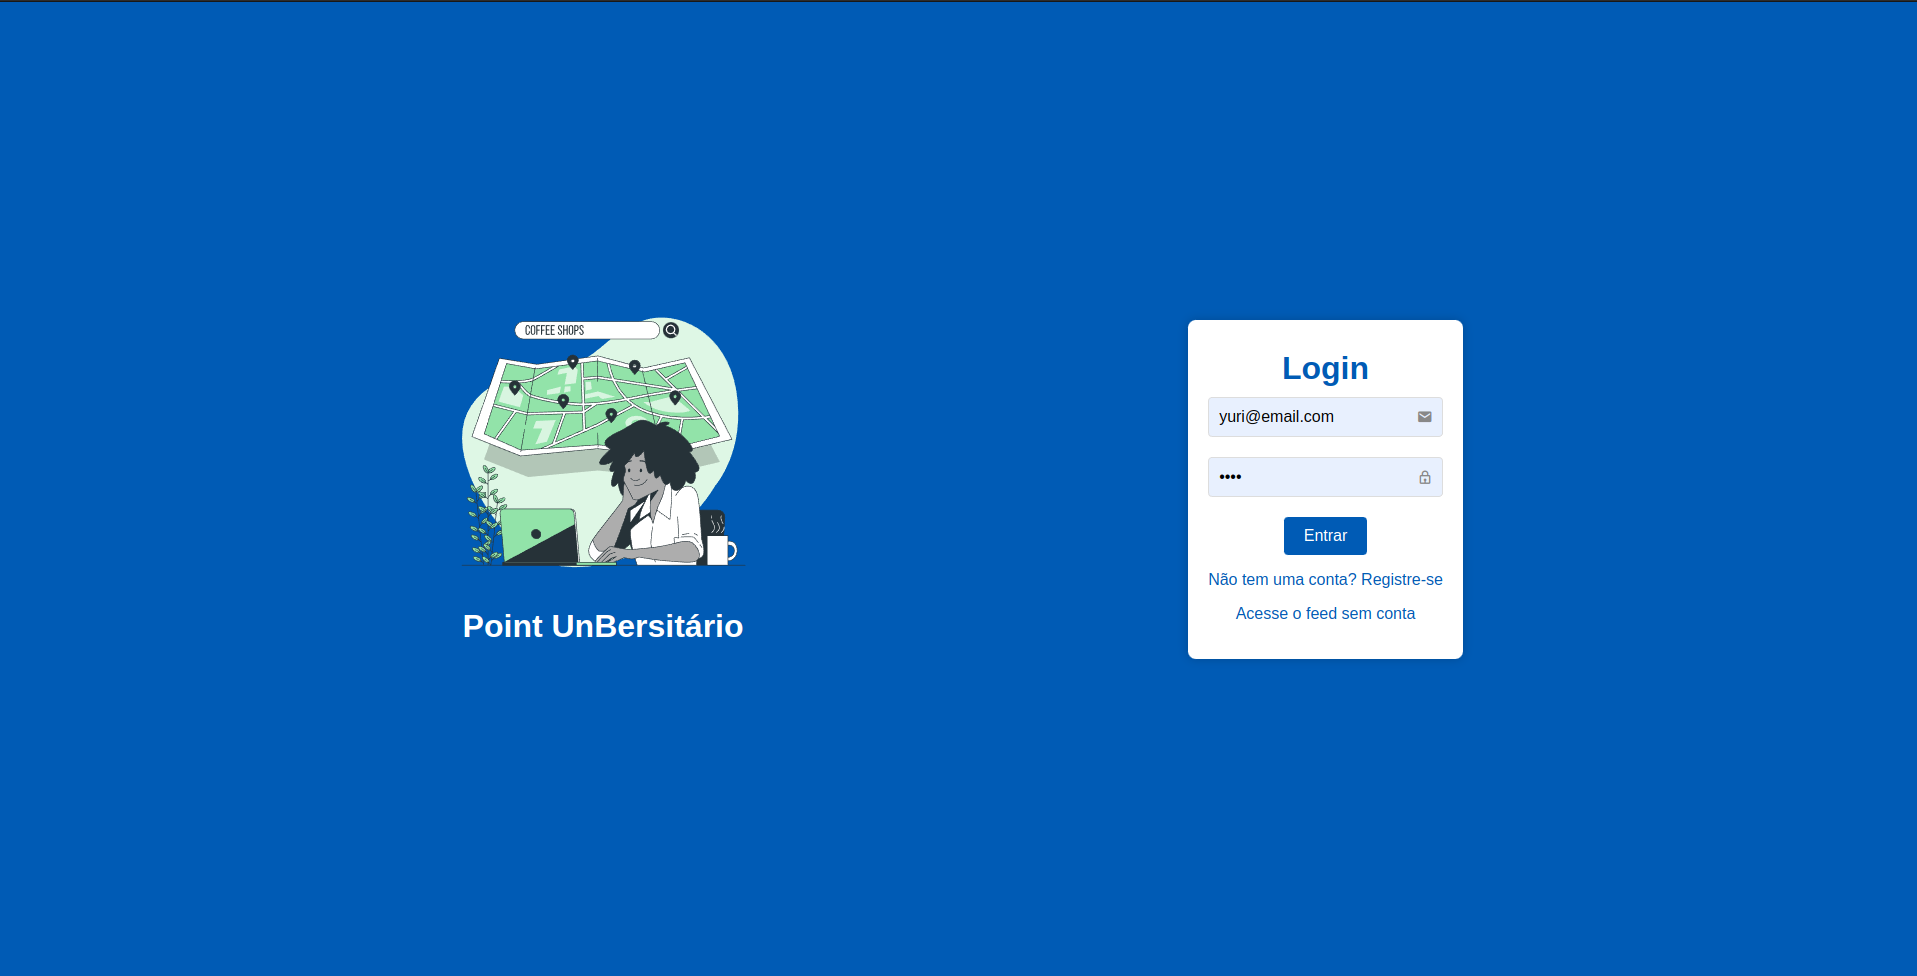 COFFEE SHOPS
Point UnBersitário
Login
yuri@email.com
••••
Entrar
Não tem uma conta? Registre-se
Acesse o feed sem conta